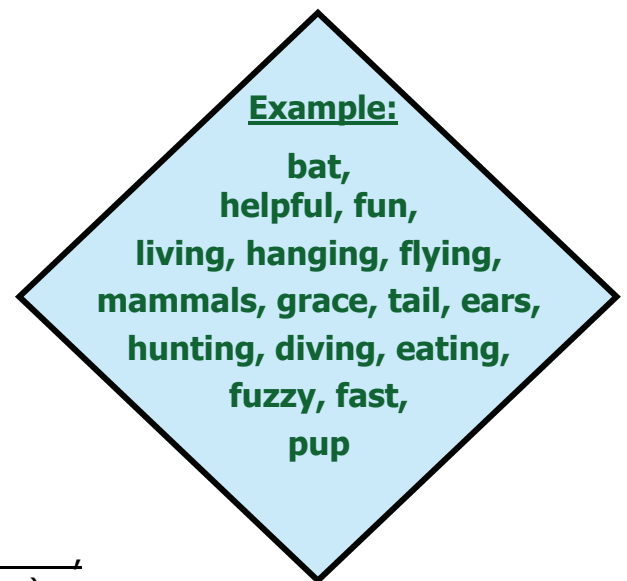 Example:
bat,
helpful, fun,
living, hanging, flying,
mammals, grace, tail, ears,
hunting, diving, eating,
fuzzy, fast,
pup
,